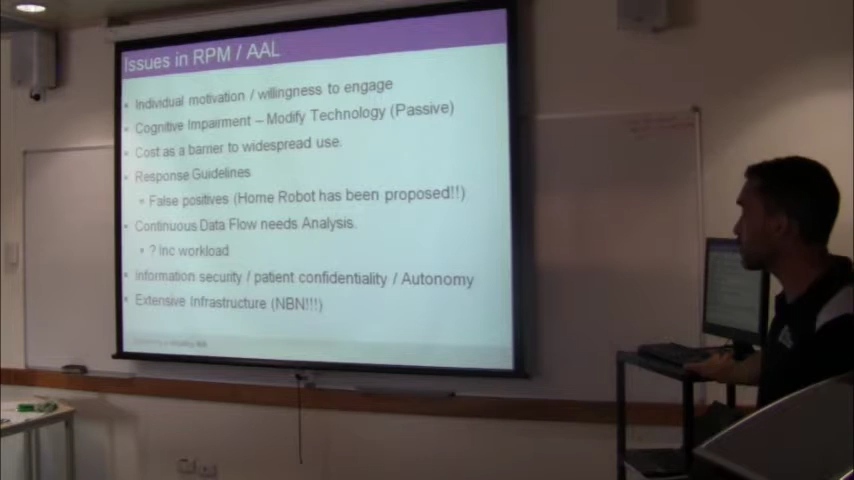 Issues in RPM / AAL
Individual motivation / willingness to engage
Cognitive Impairment – Modify Technology (Passive)
Cost as a barrier to widespread use.
Response Guidelines
False positives (Home Robot has been proposed!!)
Continuous Data Flow needs Analysis.
? Inc workload
Information security / patient confidentiality / Autonomy
Extensive Infrastructure (NBN!!!)